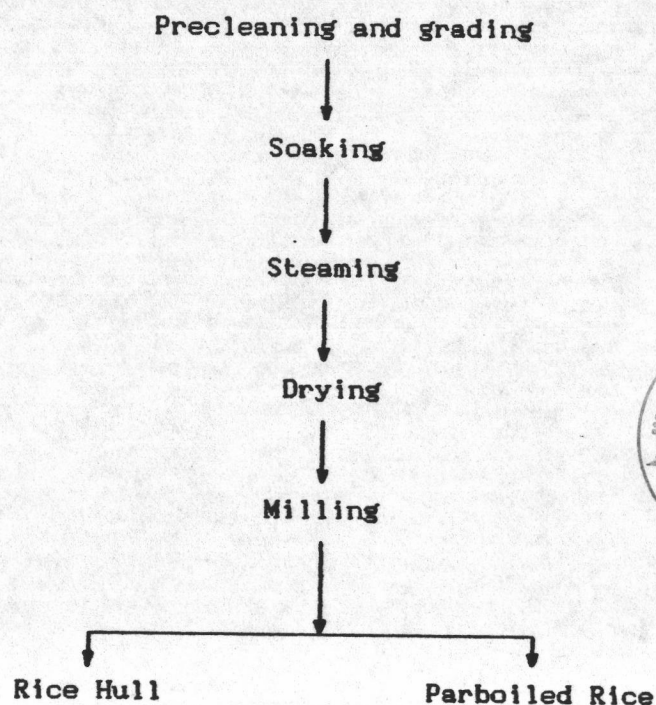 Precleaning and grading
Soaking
Steaming
Drying
Milling
Rice Hull Parboiled Rice